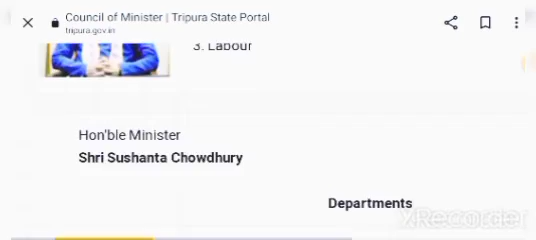 Council of Minister | Tripura State Portal
tripura.gov.in
3. Labour
Hon'ble Minister
Shri Sushanta Chowdhury
Departments
XRecorder